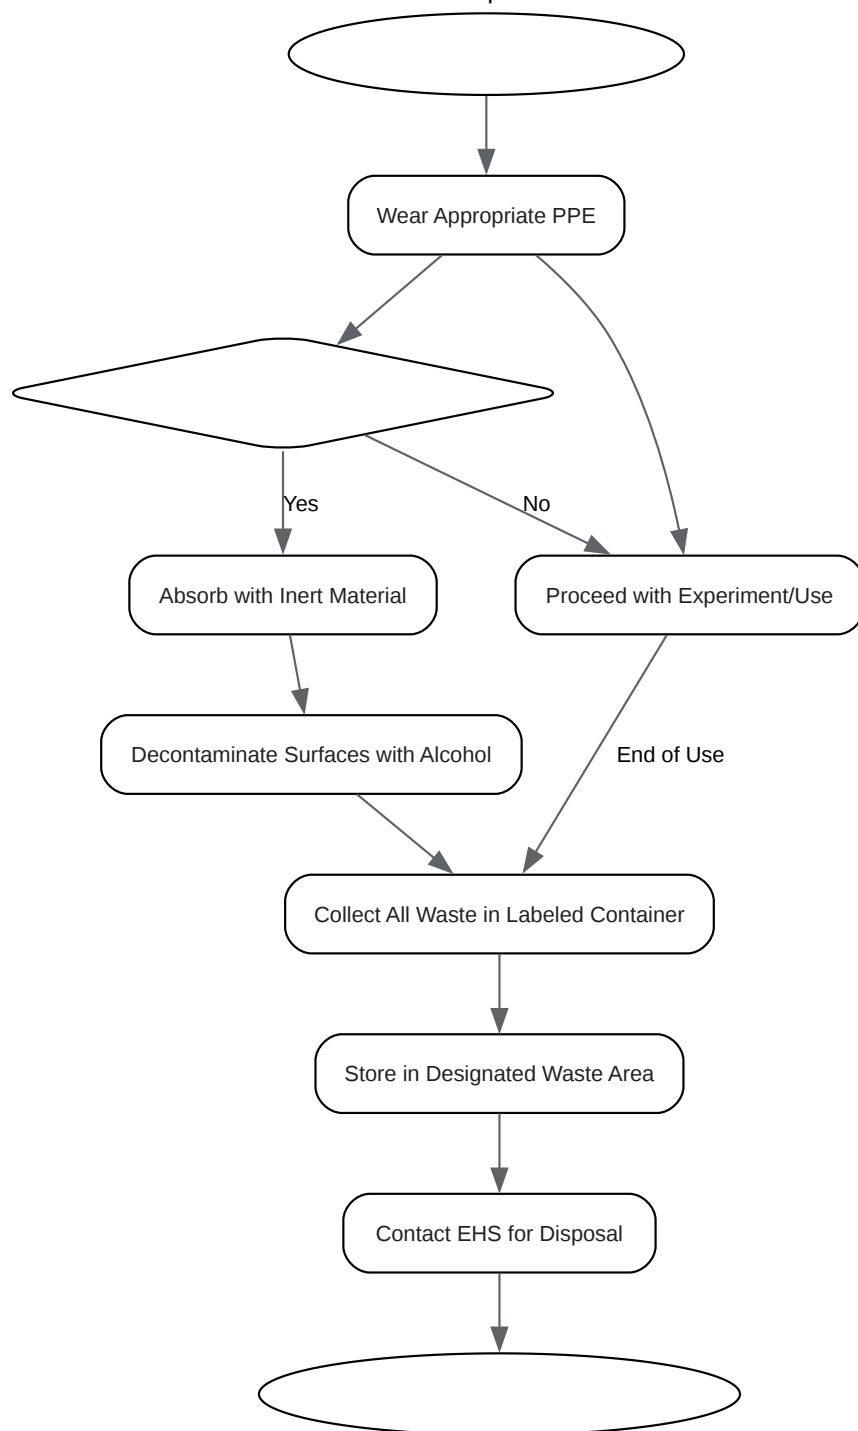 Wear Appropriate PPE
Yes
No
Absorb with Inert Material
Proceed with Experiment/Use
Decontaminate Surfaces with Alcohol
End of Use
Collect All Waste in Labeled Container
Store in Designated Waste Area
Contact EHS for Disposal